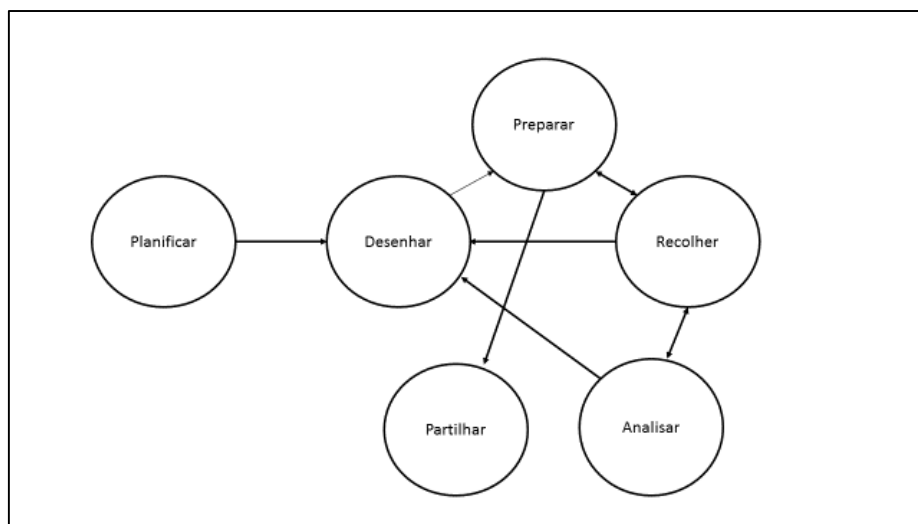 Preparar
Planificar
Desenhar
Recolher
Partilhar
Analisar